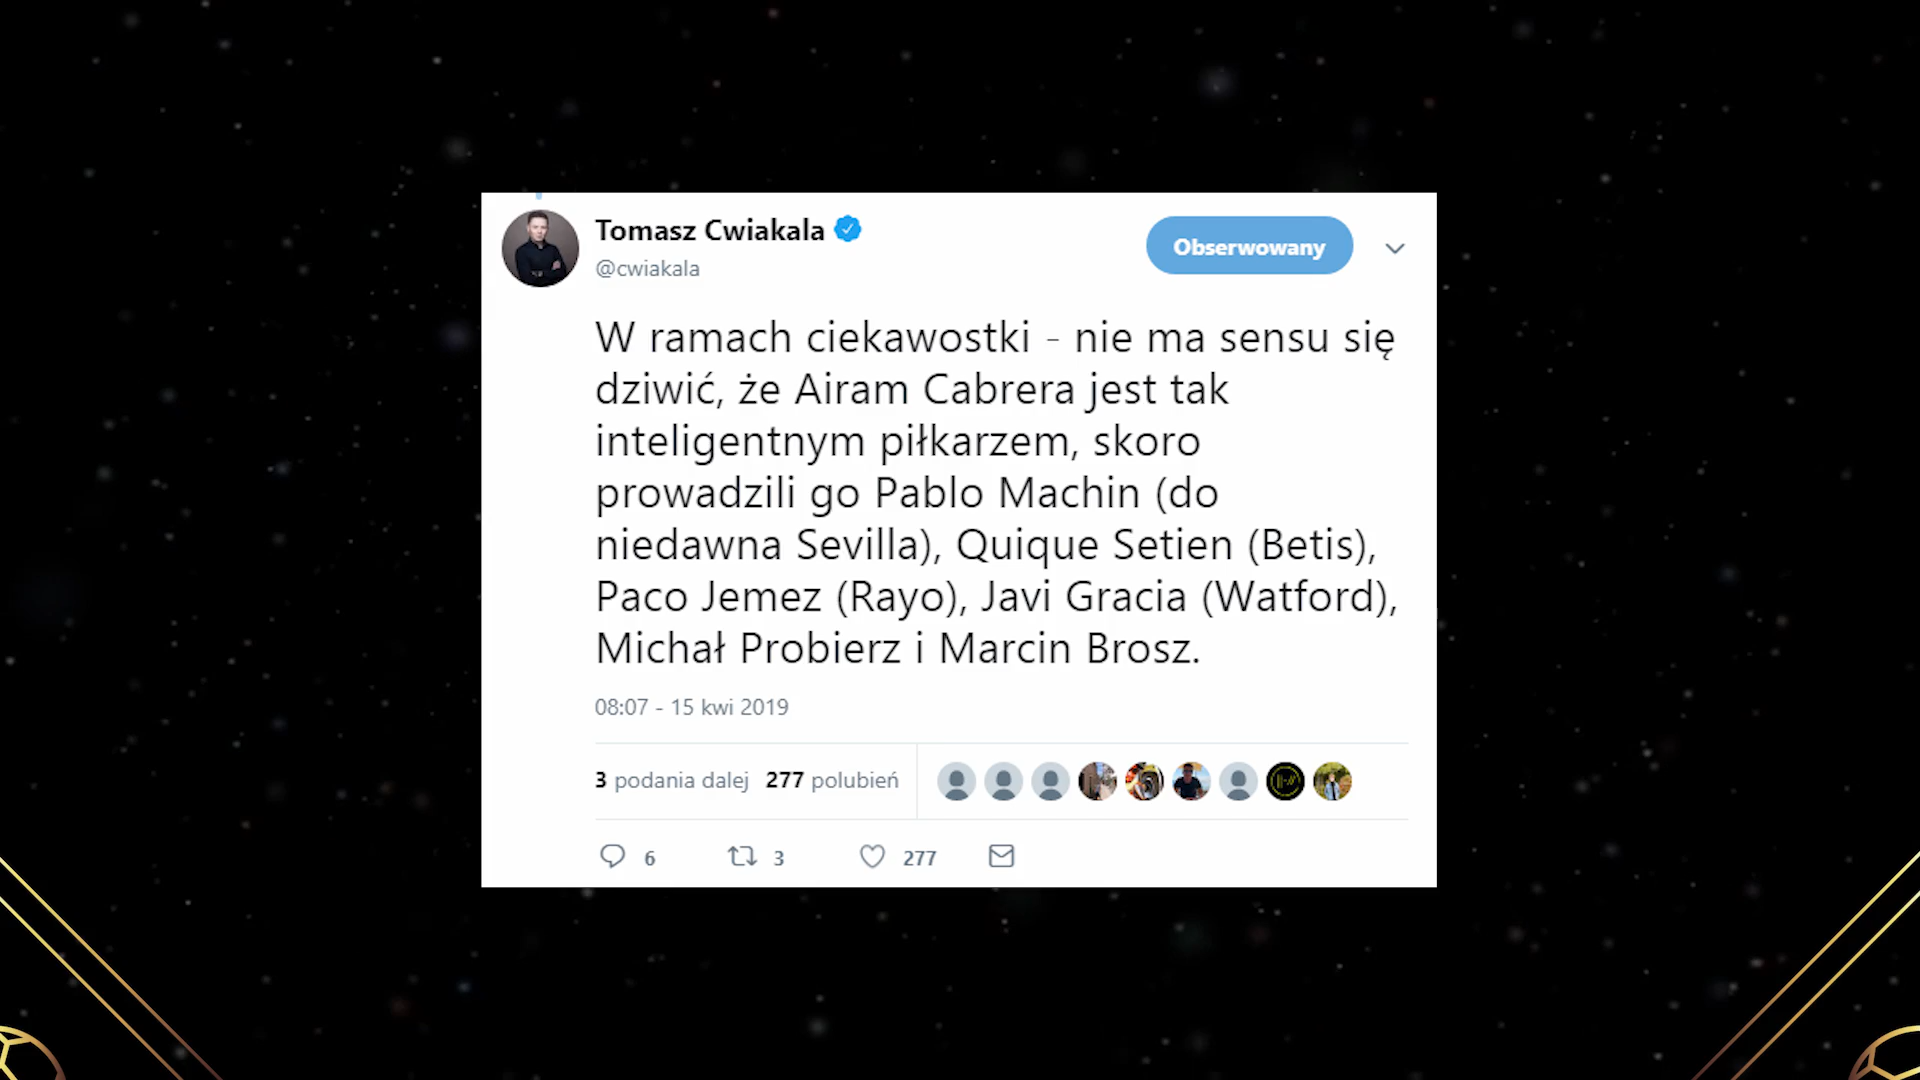 Tomasz Cwiakala
@cwiakala
Obserwowany
W ramach ciekawostki - nie ma sensu się
dziwić, że Airam Cabrera jest tak
inteligentnym piłkarzem, skoro
prowadzili go Pablo Machin (do
niedawna Sevilla), Quique Setien (Betis),
Paco Jemez (Rayo), Javi Gracia (Watford),
Michał Probierz i Marcin Brosz.
08:07 - 15 kwi 2019
3 podania dalej 277 polubień
6 3 277